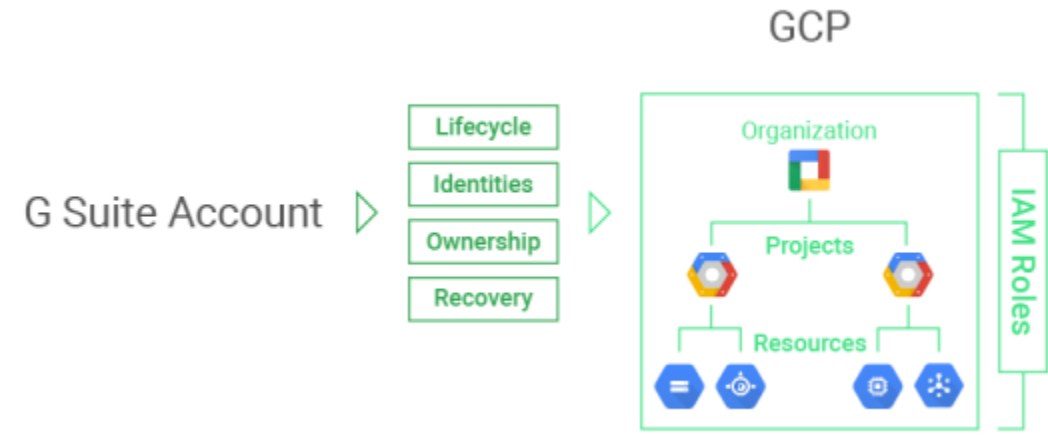 GCP
G Suite Account
Lifecycle
Identities
Ownership
Recovery
Organization
Projects
Resources
IAM Roles